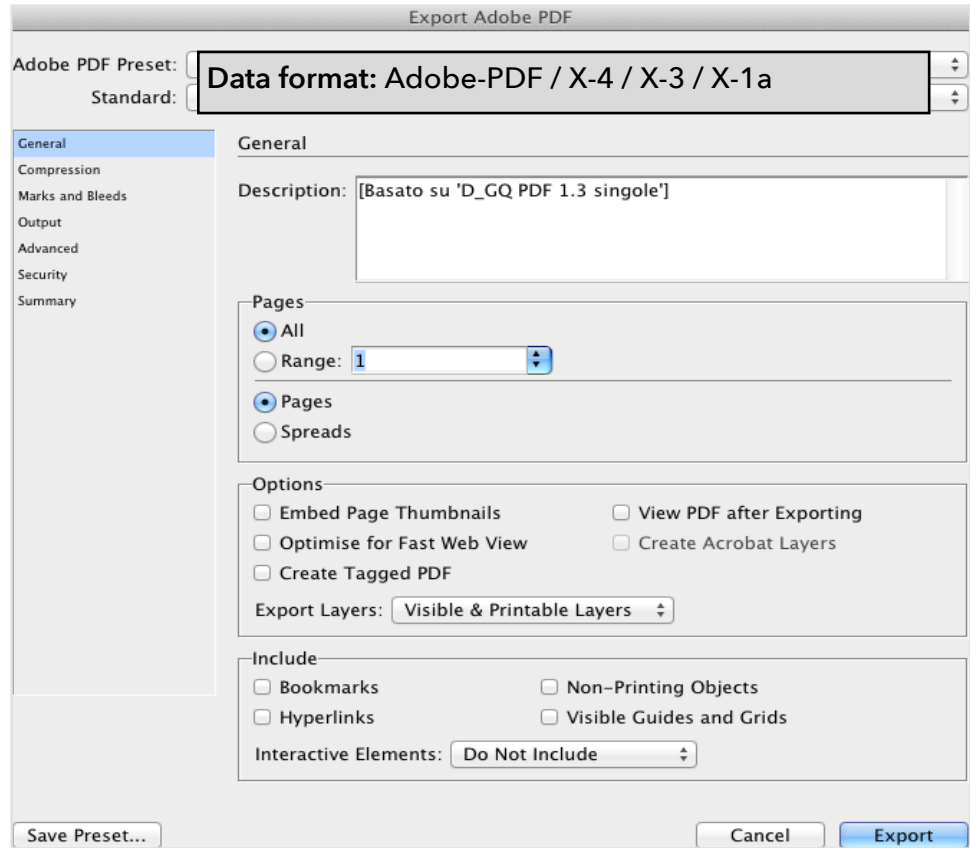 Export Adobe PDF
Adobe PDF Preset:
Data format: Adobe-PDF / X-4 / X-3 / X-1a
Standard:
General
Compression
Marks and Bleeds
Output
Advanced
Security
Summary
General
Description: [Basato su 'D_GQ PDF 1.3 singole']
Pages
All
Range: 1
Pages
Spreads
Options
Embed Page Thumbnails
View PDF after Exporting
Optimise for Fast Web View
Create Acrobat Layers
Create Tagged PDF
Export Layers: Visible & Printable Layers
Include
Bookmarks
Non-Printing Objects
Hyperlinks
Visible Guides and Grids
Interactive Elements: Do Not Include
Save Preset...
Cancel
Export